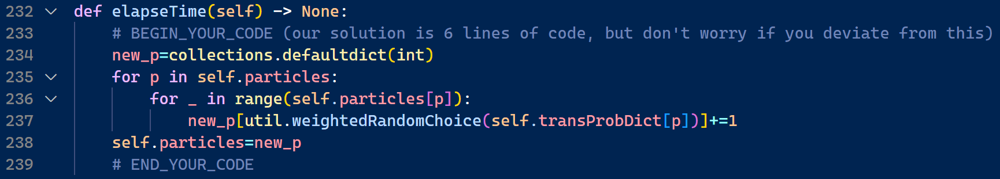 232 def elapseTime(self) -> None:
233     # BEGIN_YOUR_CODE (our solution is 6 lines of code, but don't worry if you deviate from this)
234     new_p=collections.defaultdict(int)
235     for p in self.particles:
236         for _ in range(self.particles[p]):
237             new_p[util.weightedRandomChoice(self.transProbDict[p])]+=1
238     self.particles=new_p
239     # END_YOUR_CODE